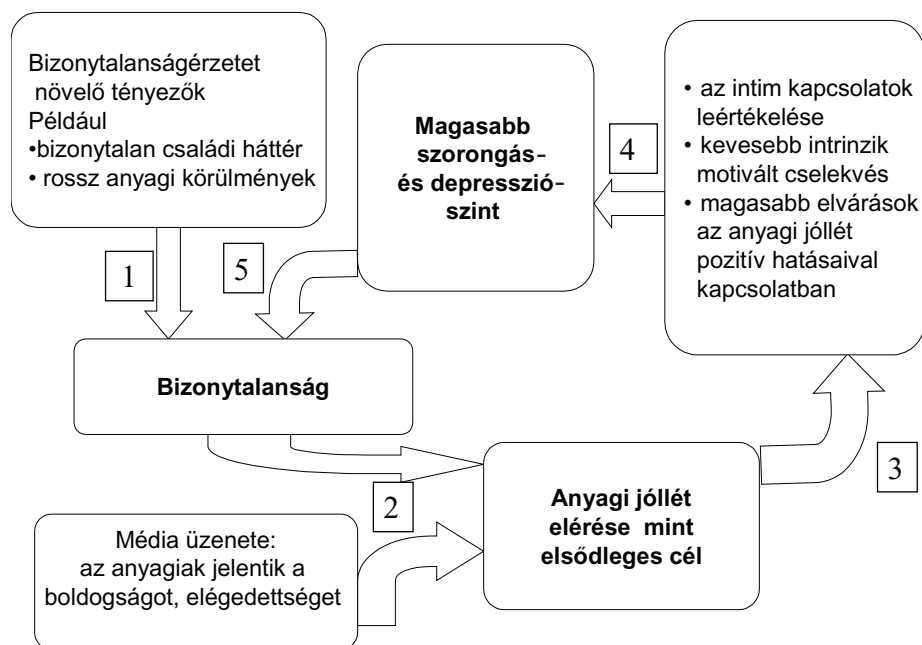 Bizonytalanságérzetet
növelő tényezők
Például
•bizonytalan családi háttér
• rossz anyagi körülmények
1
Magasabb
szorongás-
és depresszió-
szint
5
4
• az intim kapcsolatok
leértékelése
• kevesebb intrinzik
motivált cselekvés
• magasabb elvárások
az anyagi jóllét
pozitív hatásaival
kapcsolatban
Bizonytalanság
2
3
Anyagi jóllét
elérése mint
elsődleges cél
Média üzenete:
az anyagiak jelentik a
boldogságot, elégedettséget